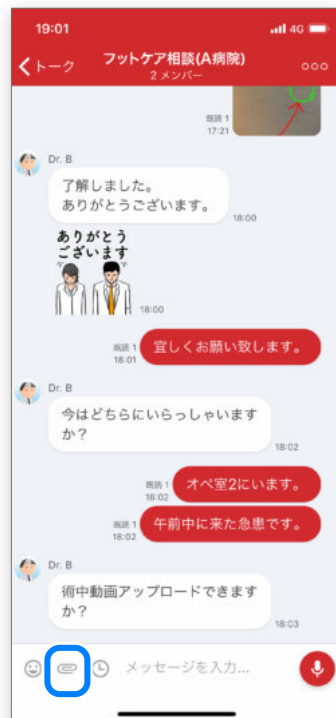 19:01
4G
トーク
フットケア相談(A病院)
2 メンバー
既読 1
17:21
Dr. B
了解しました。
ありがとうございます。
18:00
ありがとう
ございます
18:00
既読 1
18:01
宜しくお願い致します。
Dr. B
今はどちらにいらっしゃいます
か？
18:02
既読 1
18:02
オペ室2にいます。
既読 1
18:02
午前中に来た急患です。
Dr. B
術中動画アップロードできます
か？
18:03
メッセージを入力...